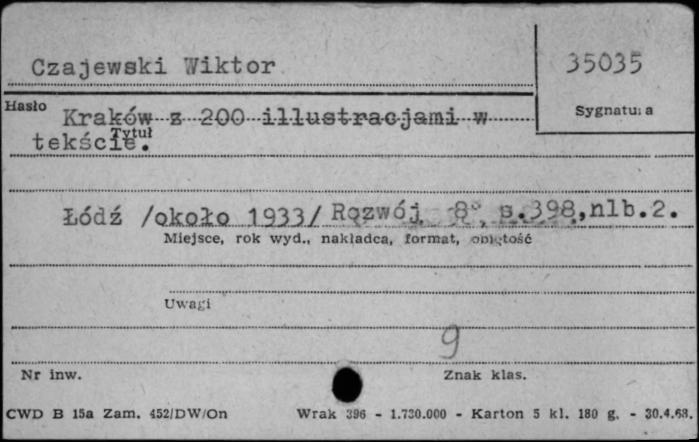 Czajewski Wiktor
35035
Hasło
Sygnatura
Kraków z 200 illustracjami w
Tytuł
tekście.
Łódź /około 1933/ Rozwój 8°, s.398,nlb.2.
Miejsce, rok wyd., nakładca, format, objętość
Uwagi
9
Nr inw.
Znak klas.
CWD B 15a Zam. 452/DW/On Wrak 396 - 1.730.000 - Karton 5 kl. 180 g. - 30.4.68.